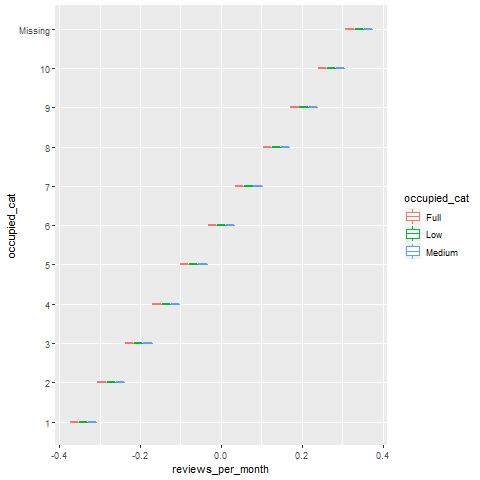 Missing
10
9
8
7
6
5
4
3
2
1
-0.4
-0.2
0.0
0.2
0.4
reviews_per_month
occupied_cat
occupied_cat
Full
Low
Medium